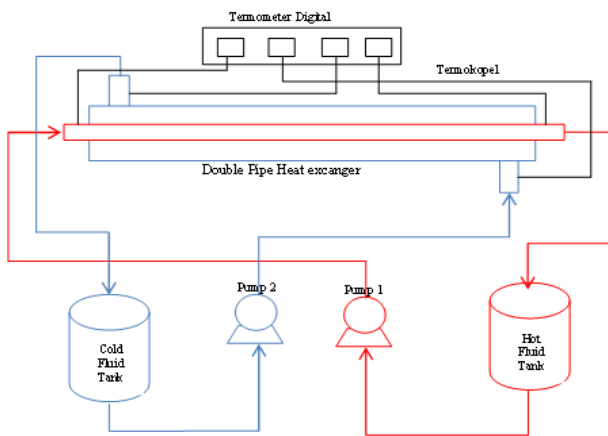 Termometer Digital
Termokopel
Double Pipe Heat excanger
Pump 2
Pump 1
Cold
Fluid
Tank
Hot
Fluid
Tank